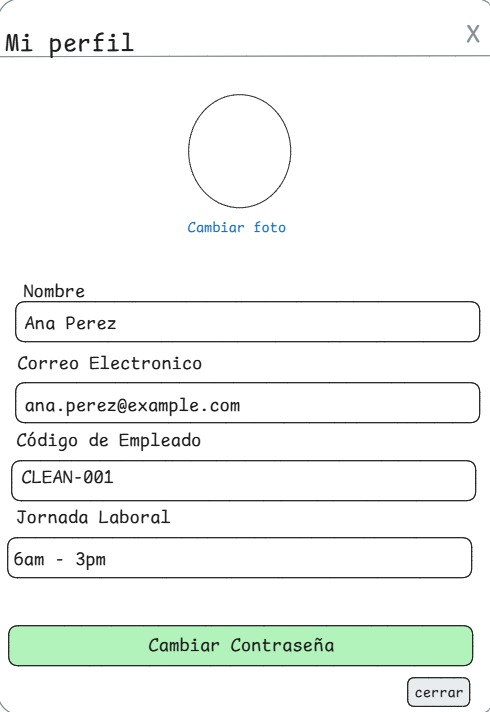 Mi perfil
X
Cambiar foto
Nombre
Ana Perez
Correo Electronico
ana.perez@example.com
Código de Empleado
CLEAN-001
Jornada Laboral
6am - 3pm
Cambiar Contraseña
cerrar